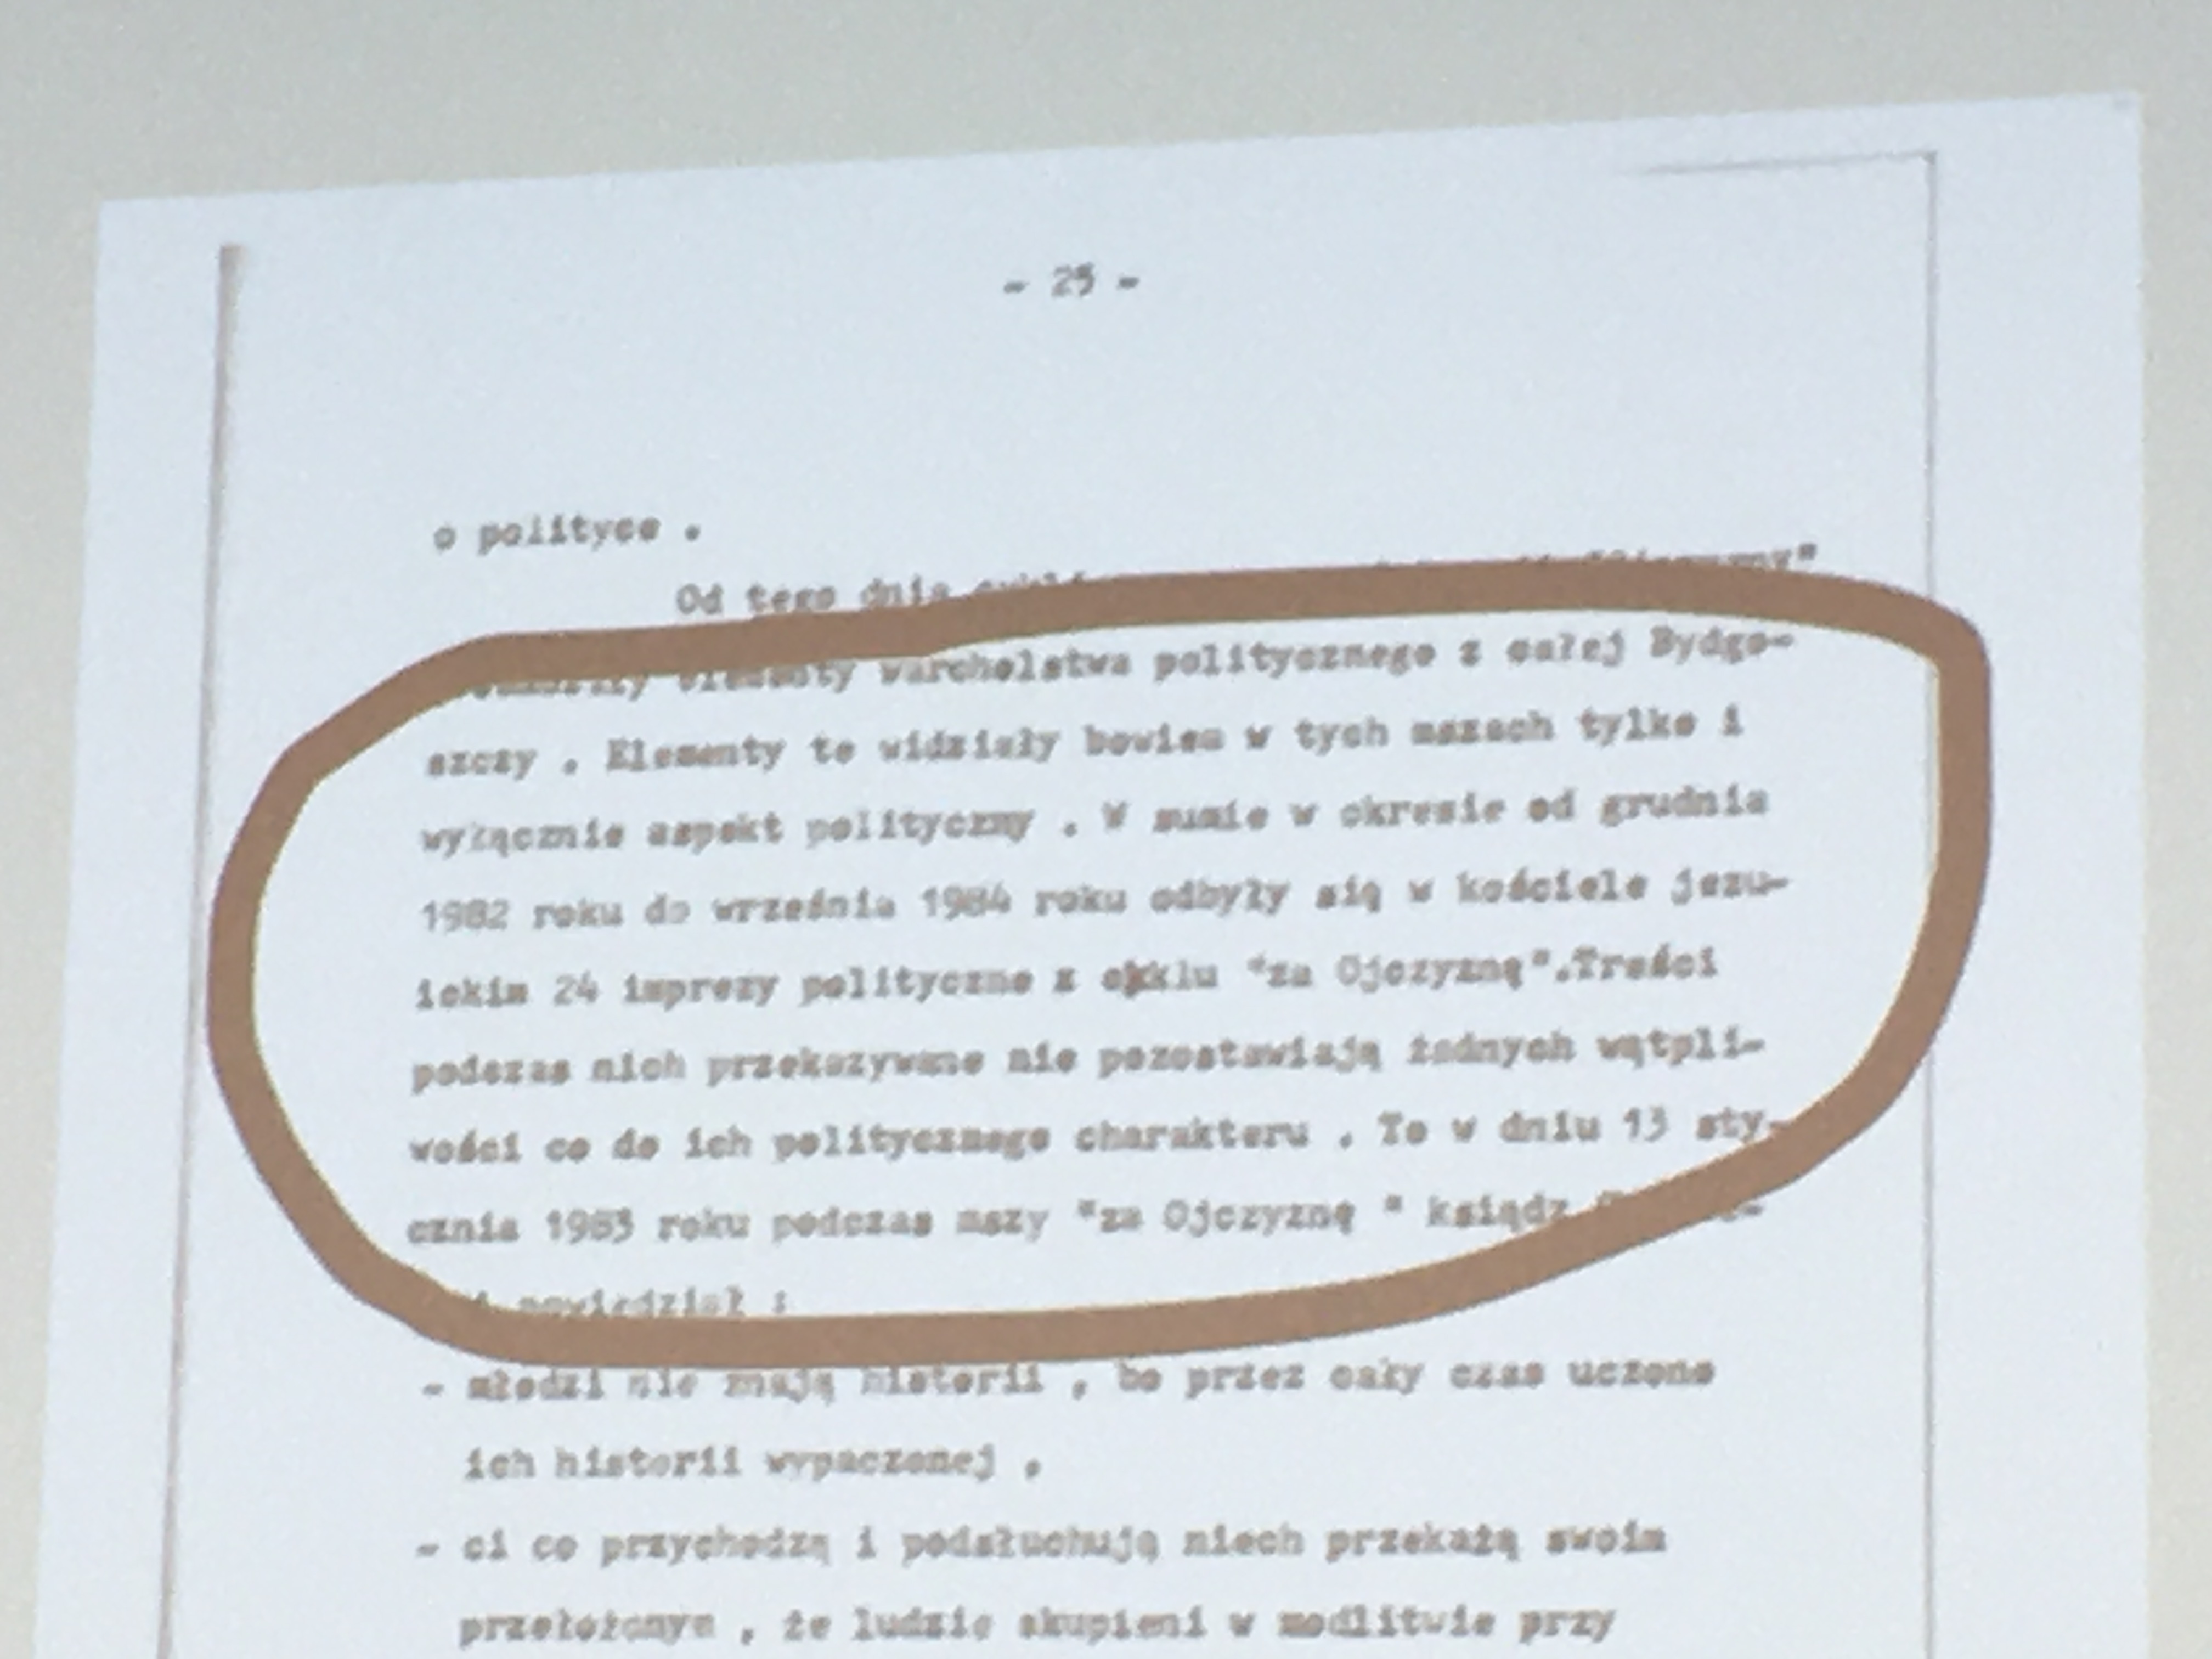 - 25 -
o polityce .
Od tego dnia
elementy warcholstwa politycznego z całej Bydgo-
szczy . Elementy te widziały bowiem w tych mszach tylko i
wyłącznie aspekt polityczny . W sumie w okresie od grudnia
1982 roku do września 1984 roku odbyły się w kościele jezu-
ickim 24 imprezy polityczne z cyklu "za Ojczyznę".Treści
podczas nich przekazywane nie pozostawiają żadnych wątpli-
wości co do ich politycznego charakteru . To w dniu 13 sty-
cznia 1983 roku podczas mszy "za Ojczyznę " ksiądz
powiedział :
- młodzi nie znają historii , bo przez cały czas uczono
ich historii wypaczonej ,
- ci co przychodzą i podsłuchują niech przekażą swoim
przełożonym , że ludzie skupieni w modlitwie przy